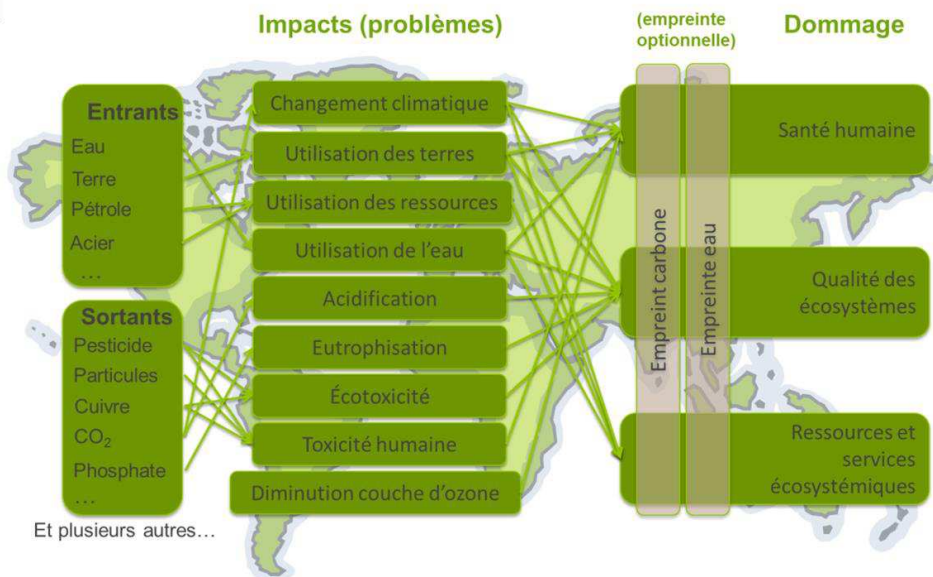 Impacts (problèmes)
(empreinte
optionnelle)
Dommage
Entrants
Eau
Terre
Pétrole
Acier
…
Sortants
Pesticide
Particules
Cuivre
CO₂
Phosphate
…
Et plusieurs autres…
Changement climatique
Utilisation des terres
Utilisation des ressources
Utilisation de l’eau
Acidification
Eutrophisation
Écotoxicité
Toxicité humaine
Diminution couche d’ozone
Empreint carbone
Empreinte eau
Santé humaine
Qualité des
écosystèmes
Ressources et
services
écosystémiques